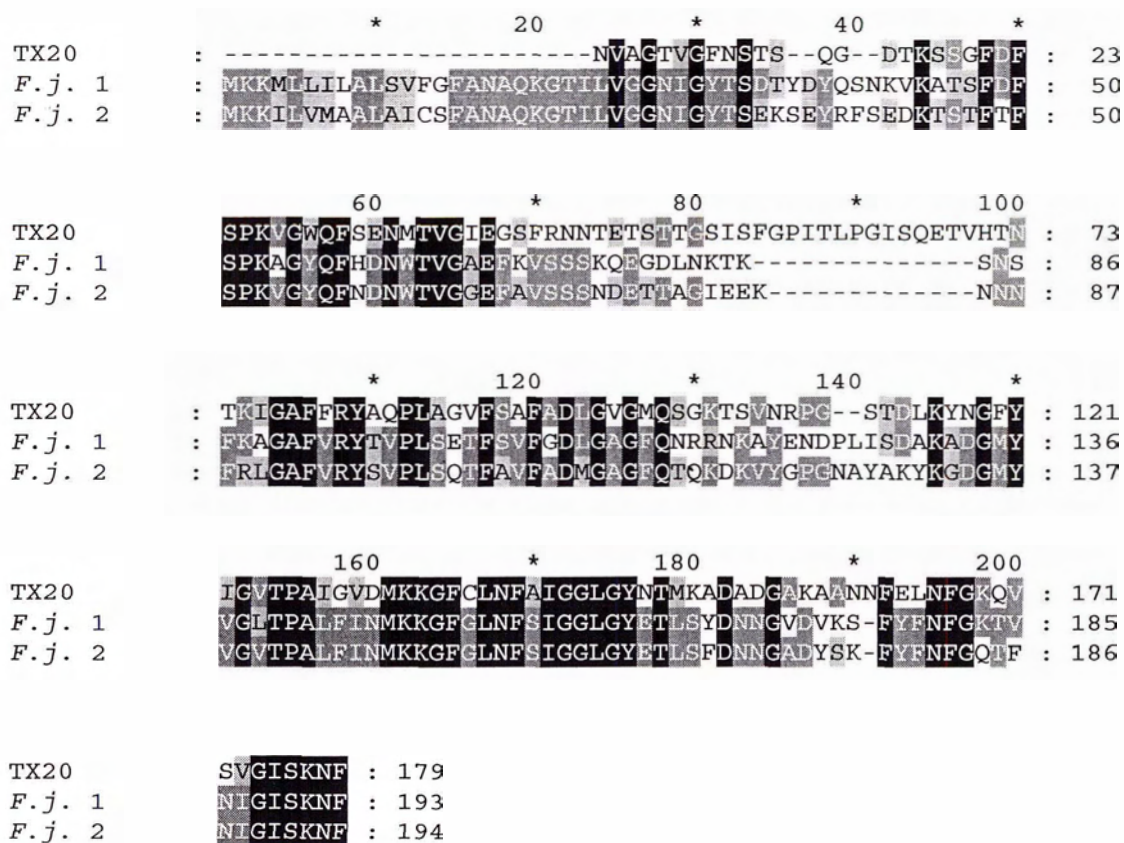 * 20 * 40 *
TX20 : -----------------------NVAGTVGFNSTS--QG--DTKSSGFDF : 23
F.j. 1 : MKKMLLILALSVFGFANAQKGTILVGGNIGYTSDTYDYQSNKVKATSFDF : 50
F.j. 2 : MKKILVMAALAICSFANAQKGTILVGGNIGYTSEKSEYRFSEDKTSTFTF : 50
60 * 80 * 100
TX20 SPKVGWQFSENMTVGIEGSFRNNTETSTTGSISFGPITLPGISQETVHTN : 73
F.j. 1 SPKAGYQFHDNWTVGAEFKVSSSKQEGDLNKTK--------------SNS : 86
F.j. 2 SPKVGYQFNDNWTVGGEFAVSSSNDETTAGIEEK-------------NNN : 87
* 120 * 140 *
TX20 : TKIGAFFRYAQPLAGVFSAFADLGVGMQSGKTSVNRPG--STDLKYNGFY : 121
F.j. 1 : FKAGAFVRYTVPLSETFSVFGDLGAGFQNRRNKAYENDPLISDAKADGMY : 136
F.j. 2 : FRLGAFVRYSVPLSQTFAVFADMGAGFQTQKDKVYGPGNAYAKYKGDGMY : 137
160 * 180 * 200
TX20 IGVTPAIGVDMKKGFCLNFAIGGLGYNTMKADADGAKAANNFELNFGKQV : 171
F.j. 1 VGLTPALFINMKKGFGLNFSIGGLGYETLSYDNNGVDVKS-FYFNFGKTV : 185
F.j. 2 VGVTPALFINMKKGFGLNFSIGGLGYETLSFDNNGADYSK-FYFNFGQTF : 186
TX20 SVGISKNF : 179
F.j. 1 NIGISKNF : 193
F.j. 2 NIGISKNF : 194